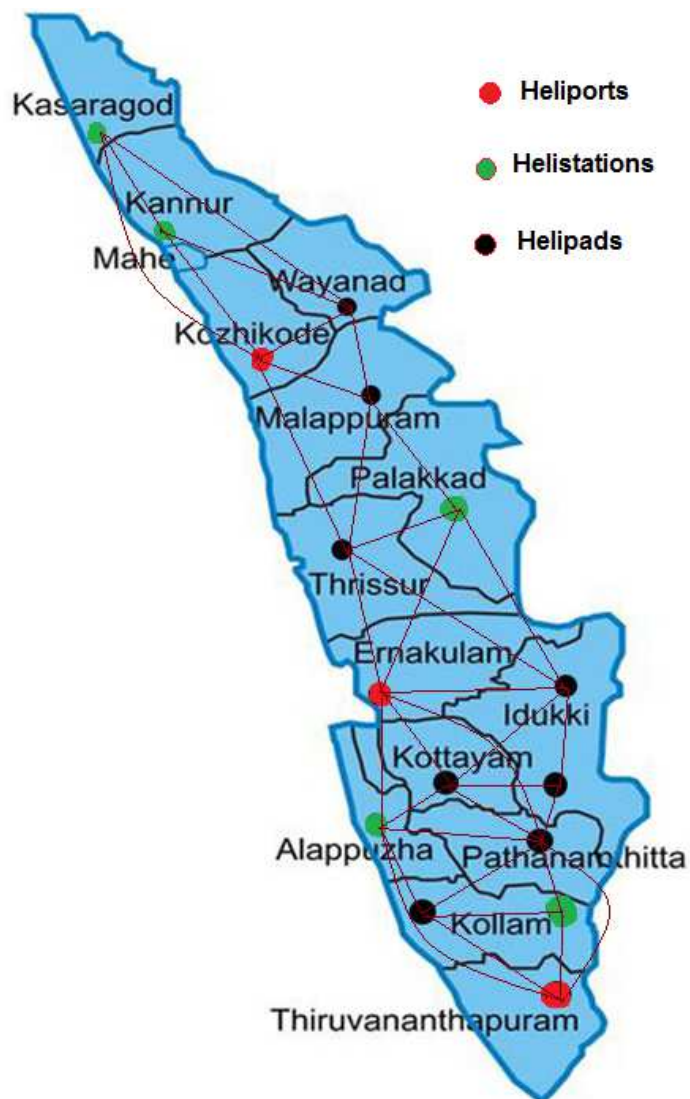 Heliports
Kasaragod
Helistations
Kannur
Helipads
Mahe
Wayanad
Kozhikode
Malappuram
Palakkad
Thrissur
Ernakulam
Idukki
Kottayam
Alappuzha
Pathanamthitta
Kollam
Thiruvananthapuram